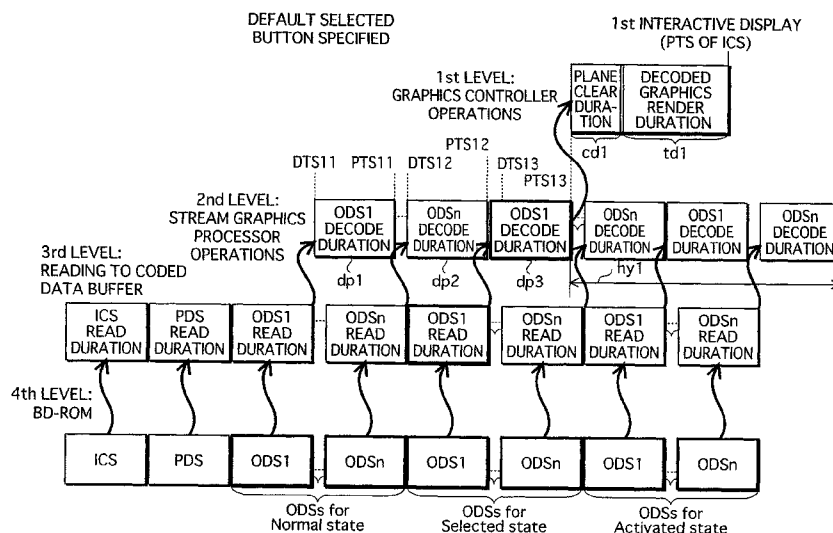 DEFAULT SELECTED
BUTTON SPECIFIED
1st INTERACTIVE DISPLAY
(PTS OF ICS)
1st LEVEL:
GRAPHICS CONTROLLER
OPERATIONS
PLANE
CLEAR
DURA-
TION
DECODED
GRAPHICS
RENDER
DURATION
cd1
td1
PTS12
DTS11
PTS11
DTS12
DTS13
PTS13
2nd LEVEL:
STREAM GRAPHICS
PROCESSOR
OPERATIONS
ODS1
DECODE
DURATION
ODSn
DECODE
DURATION
ODS1
DECODE
DURATION
ODSn
DECODE
DURATION
ODS1
DECODE
DURATION
ODSn
DECODE
DURATION
dp1
dp2
dp3
hy1
3rd LEVEL:
READING TO CODED
DATA BUFFER
ICS
READ
DURATION
PDS
READ
DURATION
ODS1
READ
DURATION
ODSn
READ
DURATION
ODS1
READ
DURATION
ODSn
READ
DURATION
ODS1
READ
DURATION
ODSn
READ
DURATION
4th LEVEL:
BD-ROM
ICS
PDS
ODS1
ODSn
ODS1
ODSn
ODS1
ODSn
ODSs for
Normal state
ODSs for
Selected state
ODSs for
Activated state